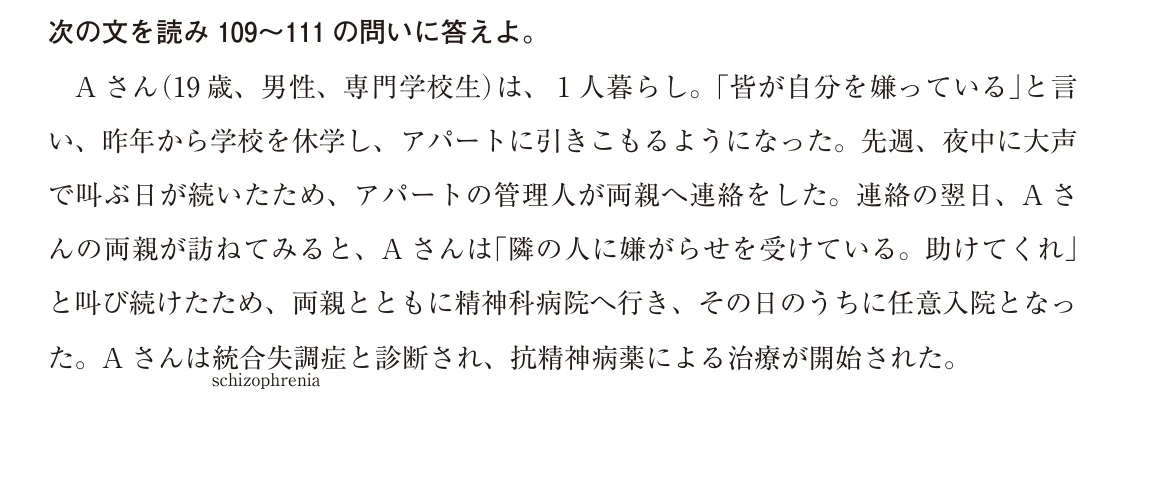 次の文を読み 109〜111 の問いに答えよ。
　A さん(19 歳、男性、専門学校生)は、 1 人暮らし。「皆が自分を嫌っている」と言
い、昨年から学校を休学し、アパートに引きこもるようになった。先週、夜中に大声
で叫ぶ日が続いたため、アパートの管理人が両親へ連絡をした。連絡の翌日、A さ
んの両親が訪ねてみると、A さんは「隣の人に嫌がらせを受けている。助けてくれ」
と叫び続けたため、両親とともに精神科病院へ行き、その日のうちに任意入院となっ
た。A さんは統合失調症と診断され、抗精神病薬による治療が開始された。
schizophrenia